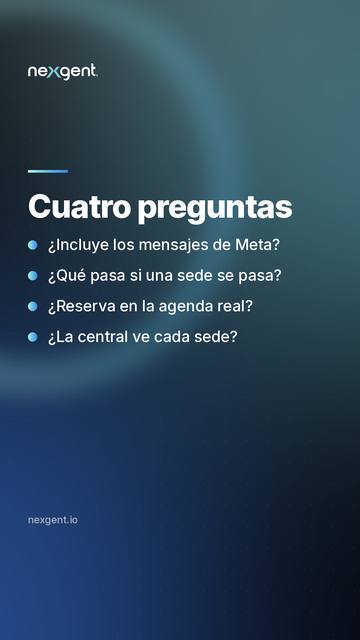 nexgent.
Cuatro preguntas
¿Incluye los mensajes de Meta?
¿Qué pasa si una sede se pasa?
¿Reserva en la agenda real?
¿La central ve cada sede?
nexgent.io